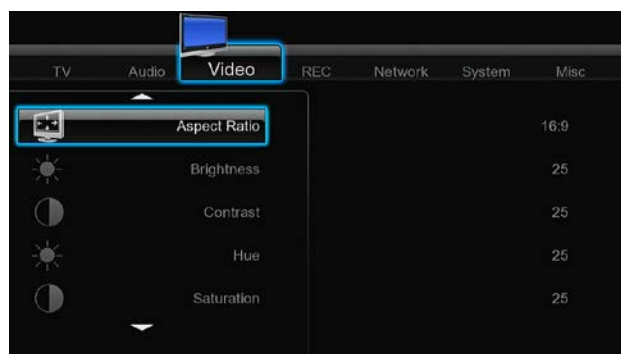 TV Audio Video REC Network System Misc
Aspect Ratio 16:9
Brightness 25
Contrast 25
Hue 25
Saturation 25